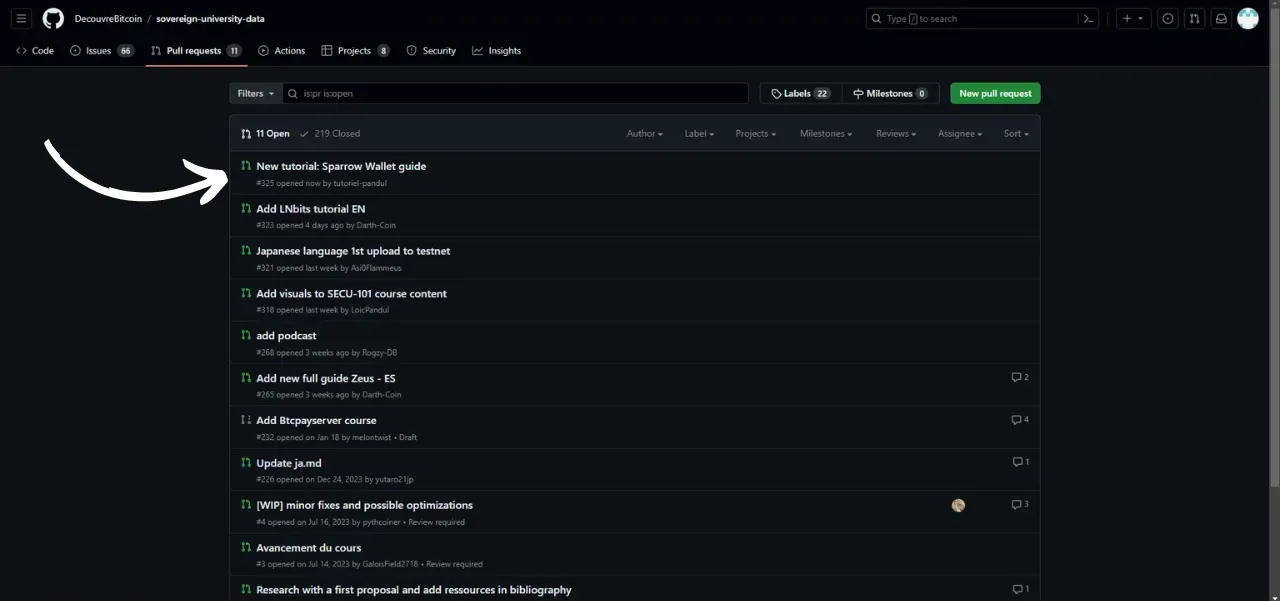 DecouvreBitcoin / sovereign-university-data
Type / to search
Code Issues 66 Pull requests 11 Actions Projects 8 Security Insights
Filters is:pr is:open Labels 22 Milestones 0 New pull request
11 Open 219 Closed Author Label Projects Milestones Reviews Assignee Sort
New tutorial: Sparrow Wallet guide
#325 opened now by tutoriel-pandul
Add LNbits tutorial EN
#323 opened 4 days ago by Darth-Coin
Japanese language 1st upload to testnet
#321 opened last week by Asi0Flammeus
Add visuals to SECU-101 course content
#318 opened last week by LoicPandul
add podcast
#268 opened 3 weeks ago by Rogzy-DB
Add new full guide Zeus - ES
2
#265 opened 3 weeks ago by Darth-Coin
Add Btcpayserver course
4
#232 opened on Jan 18 by melontwist • Draft
Update ja.md
1
#226 opened on Dec 24, 2023 by yutaro21jp
[WIP] minor fixes and possible optimizations
3
#4 opened on Jul 16, 2023 by pythcoiner • Review required
Avancement du cours
#3 opened on Jul 14, 2023 by GaloisField2718 • Review required
Research with a first proposal and add ressources in bibliography
1